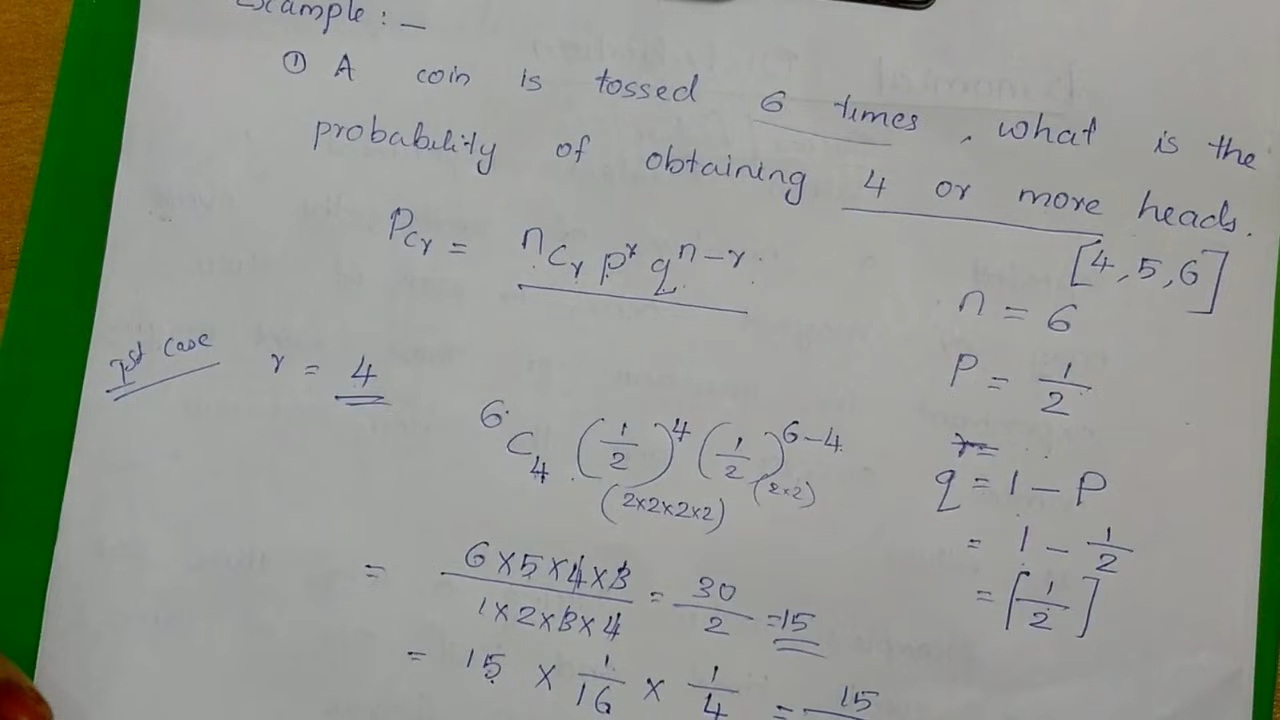 Example : —
① A coin is tossed 6 times, what is the
probability of obtaining 4 or more heads.
[4, 5, 6]
P(r = nCr p^r q^n-r
n = 6
P = 1/2
1st case r = 4
6C4 (1/2)^4 (1/2)^6-4
(2×2×2×2) (2×2)
r =
q = 1 - P
= 1 - 1/2
= [1/2]
= 6×5×4×3 / 1×2×3×4 = 30/2 = 15
= 15 × 1/16 × 1/4 = 15